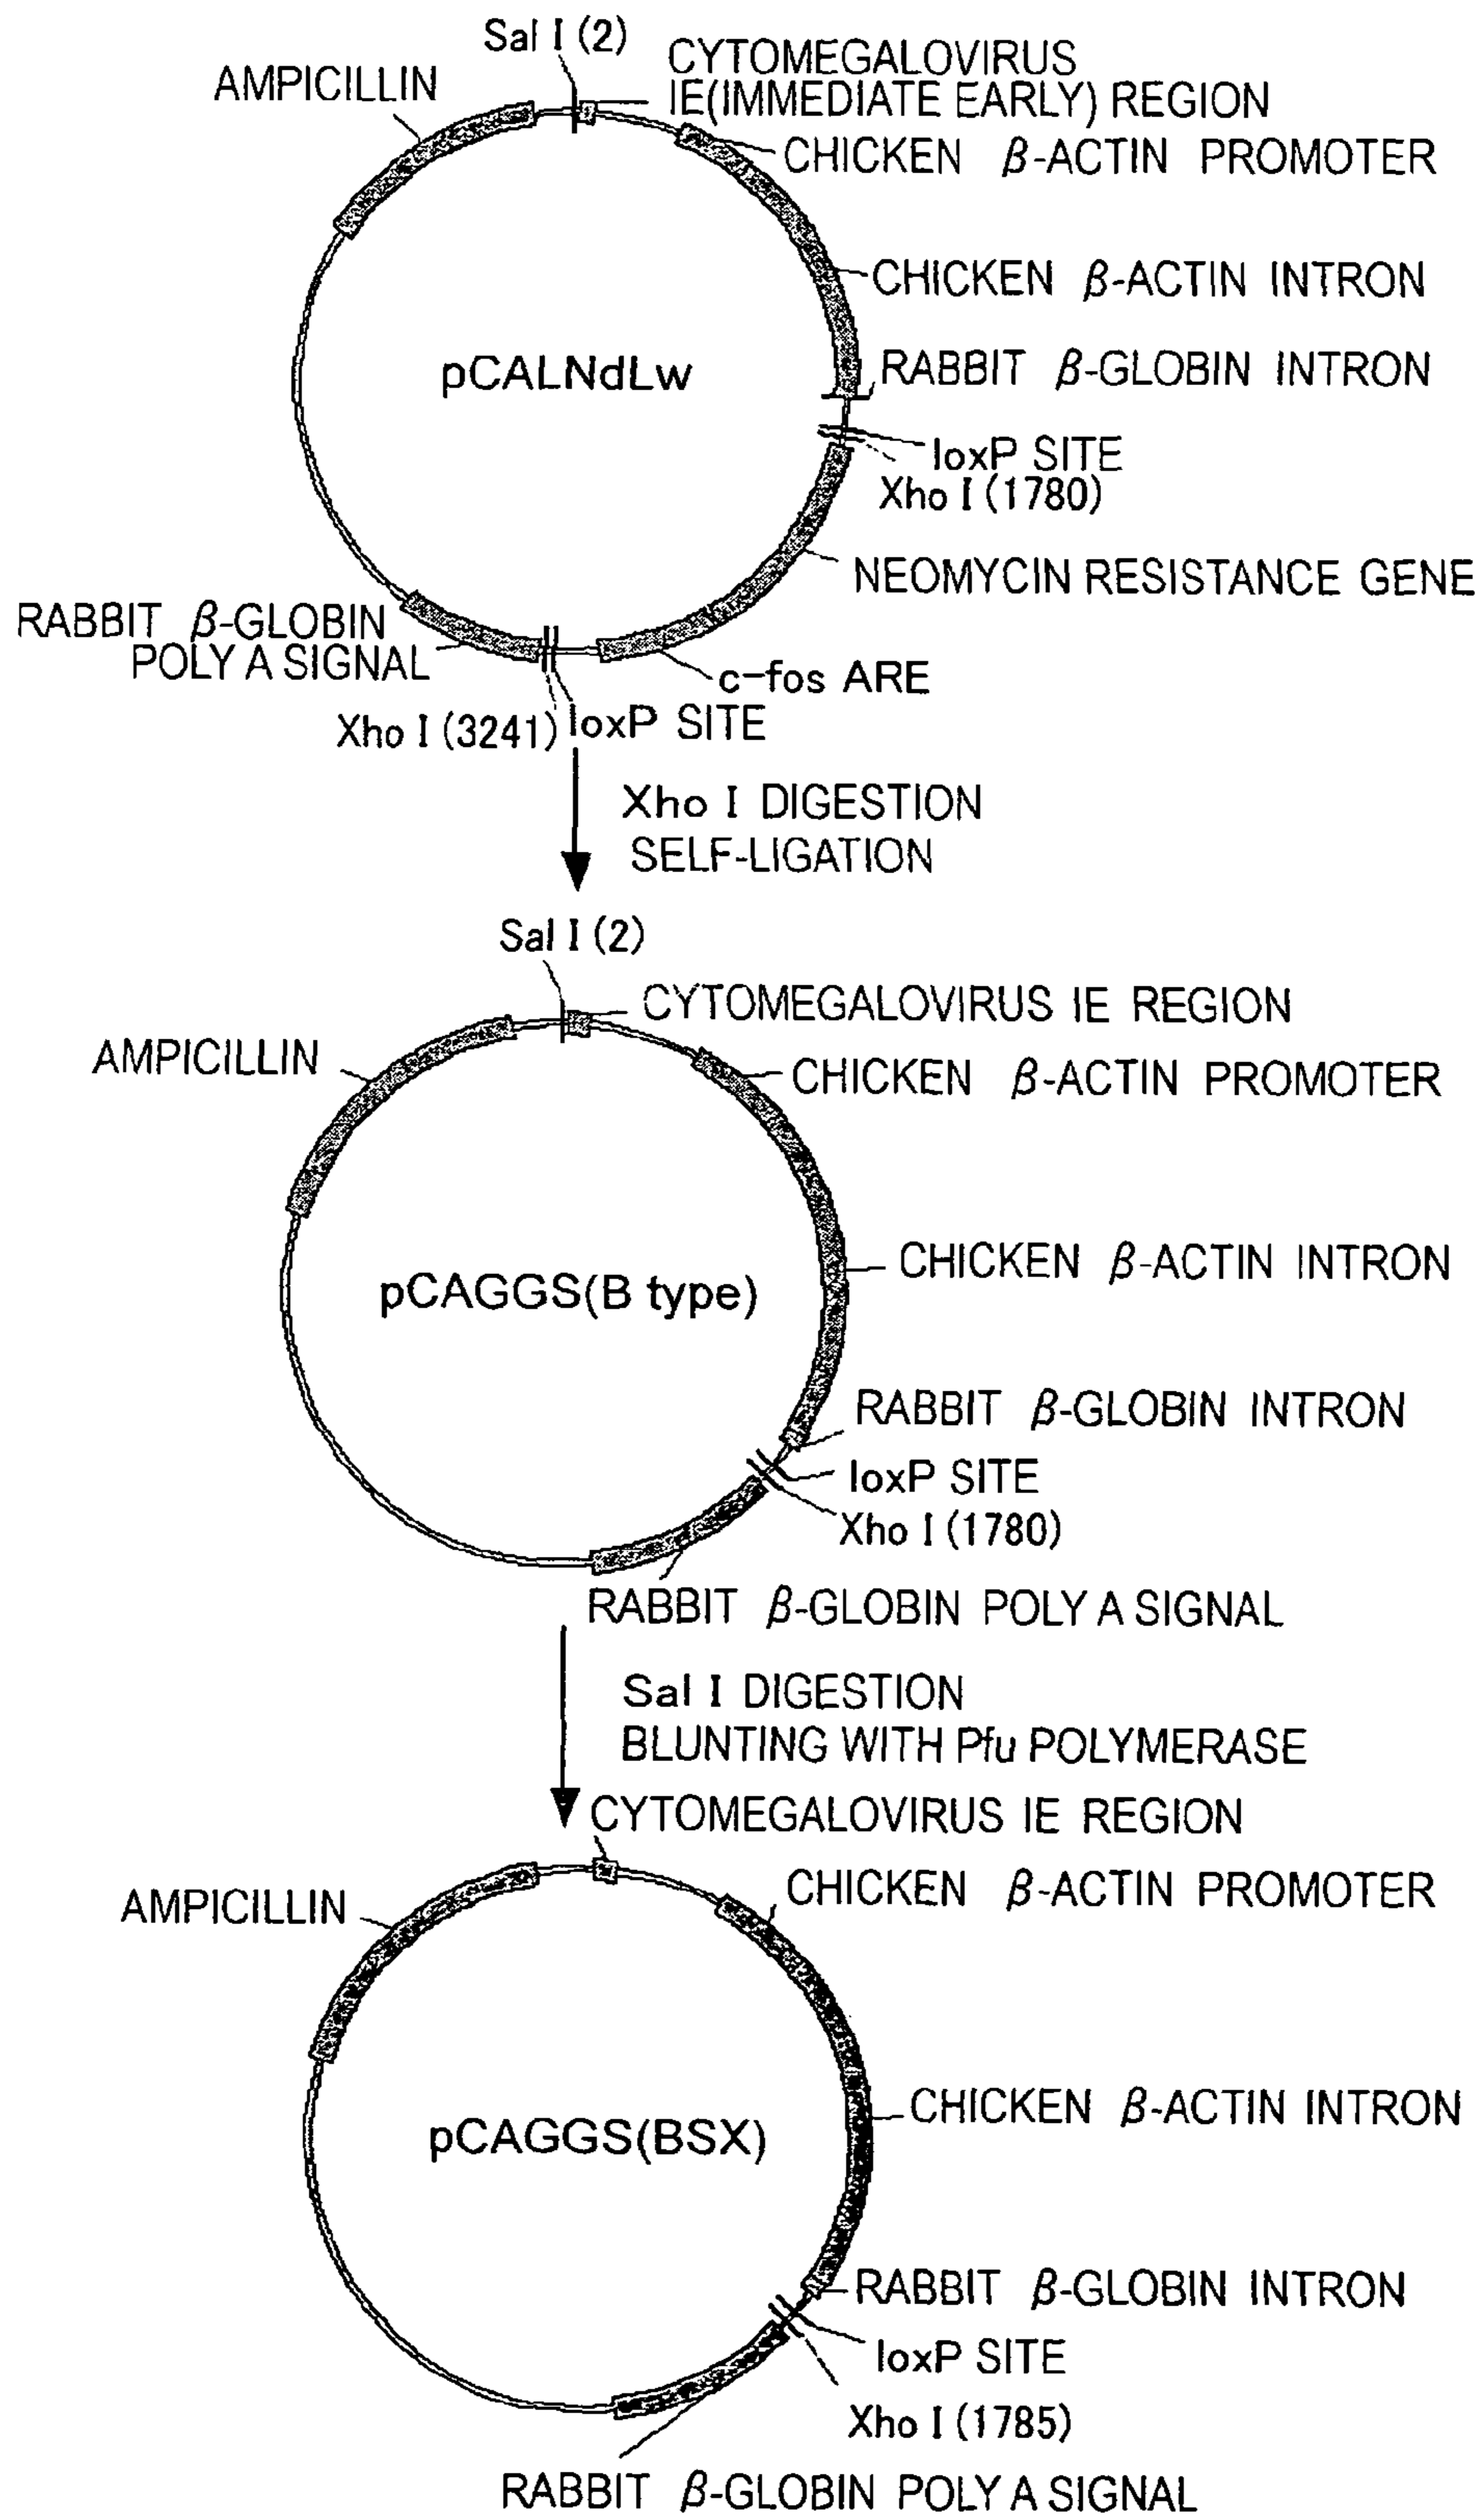 Sal I (2)
CYTOMEGALOVIRUS
IE(IMMEDIATE EARLY) REGION
AMPICILLIN
CHICKEN β-ACTIN PROMOTER
CHICKEN β-ACTIN INTRON
pCALNdLw
RABBIT β-GLOBIN INTRON
loxP SITE
Xho I (1780)
NEOMYCIN RESISTANCE GENE
RABBIT β-GLOBIN
POLY A SIGNAL
c-fos ARE
Xho I (3241)
loxP SITE
Xho I DIGESTION
SELF-LIGATION
Sal I (2)
CYTOMEGALOVIRUS IE REGION
AMPICILLIN
CHICKEN β-ACTIN PROMOTER
CHICKEN β-ACTIN INTRON
pCAGGS(B type)
RABBIT β-GLOBIN INTRON
loxP SITE
Xho I (1780)
RABBIT β-GLOBIN POLY A SIGNAL
Sal I DIGESTION
BLUNTING WITH Pfu POLYMERASE
CYTOMEGALOVIRUS IE REGION
CHICKEN β-ACTIN PROMOTER
AMPICILLIN
CHICKEN β-ACTIN INTRON
pCAGGS(BSX)
RABBIT β-GLOBIN INTRON
loxP SITE
Xho I (1785)
RABBIT β-GLOBIN POLY A SIGNAL